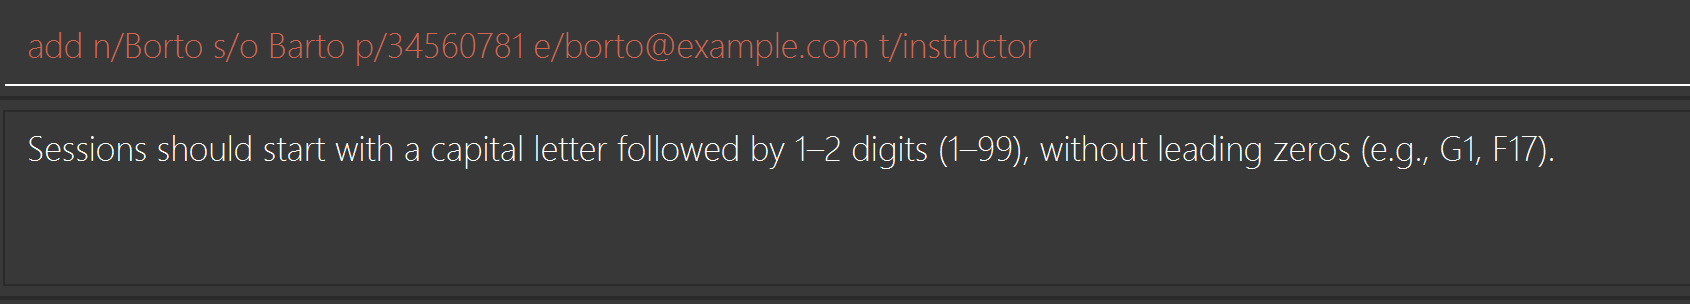 add n/Borto s/o Barto p/34560781 e/borto@example.com t/instructor
Sessions should start with a capital letter followed by 1–2 digits (1–99), without leading zeros (e.g., G1, F17).